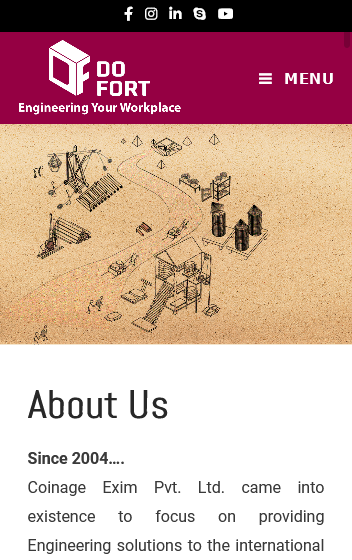 DO
FORT
Engineering Your Workplace
MENU
About Us
Since 2004....
Coinage Exim Pvt. Ltd. came into
existence to focus on providing
Engineering solutions to the international